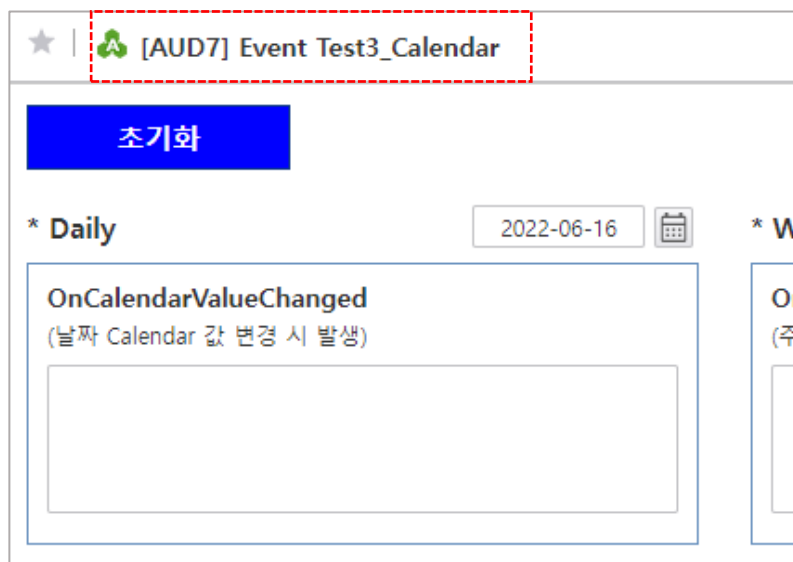 [AUD7] Event Test3_Calendar
초기화
* Daily
2022-06-16
* W
OnCalendarValueChanged
(날짜 Calendar 값 변경 시 발생)
O
(주